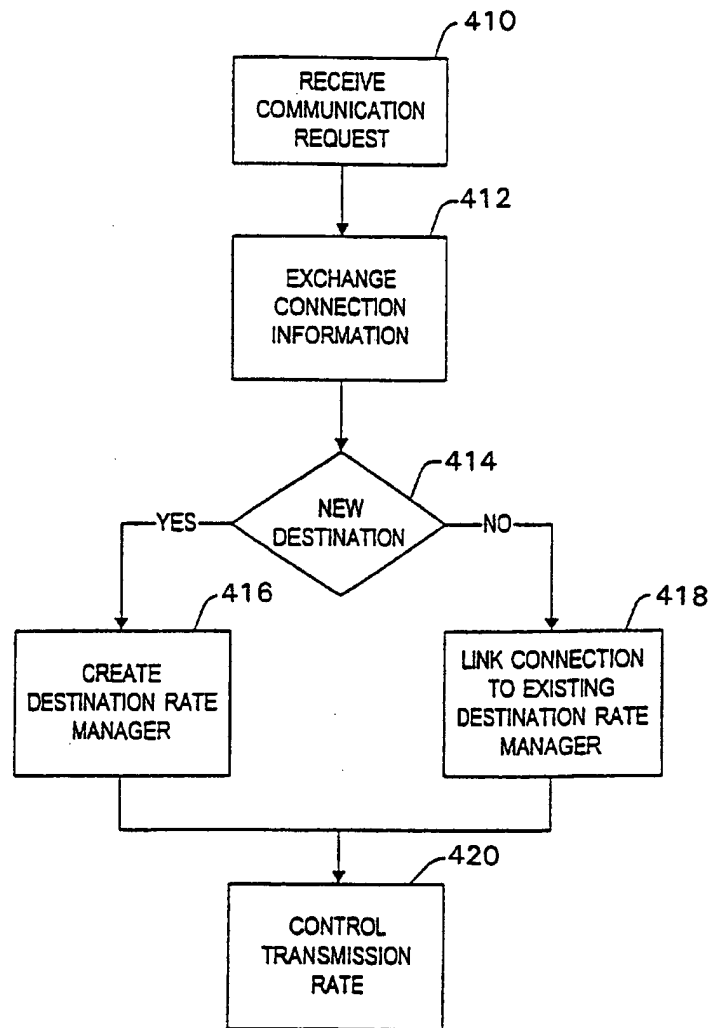 410
RECEIVE
COMMUNICATION
REQUEST
412
EXCHANGE
CONNECTION
INFORMATION
414
NEW
DESTINATION
YES
NO
416
CREATE
DESTINATION RATE
MANAGER
418
LINK CONNECTION
TO EXISTING
DESTINATION RATE
MANAGER
420
CONTROL
TRANSMISSION
RATE